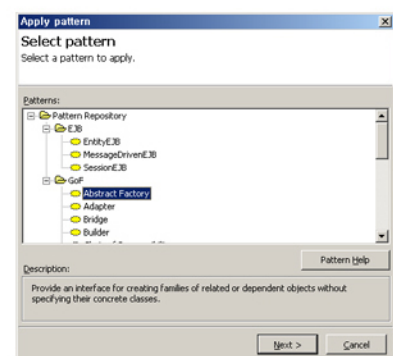 Apply pattern
Select pattern
Select a pattern to apply.
Patterns:
Pattern Repository
EJB
EntityEJB
MessageDrivenEJB
SessionEJB
GoF
Abstract Factory
Adapter
Bridge
Builder
Pattern Help
Description:
Provide an interface for creating families of related or dependent objects without
specifying their concrete classes.
Next >
Cancel